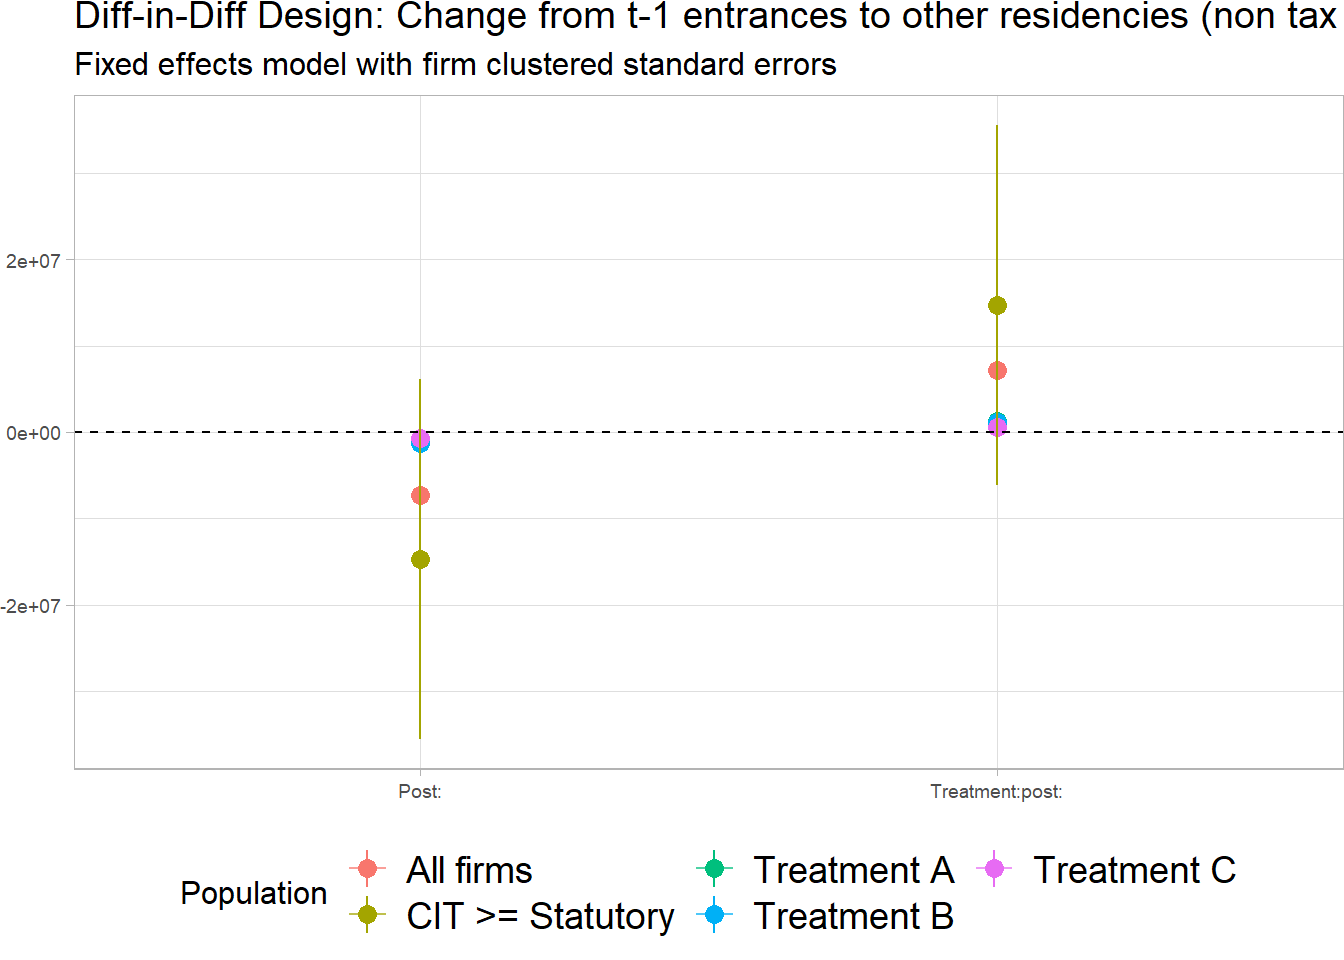 Diff-in-Diff Design: Change from t-1 entrances to other residencies (non tax
Fixed effects model with firm clustered standard errors
2e+07
0e+00
-2e+07
Post:
Treatment:post:
Population
All firms
CIT >= Statutory
Treatment A
Treatment B
Treatment C